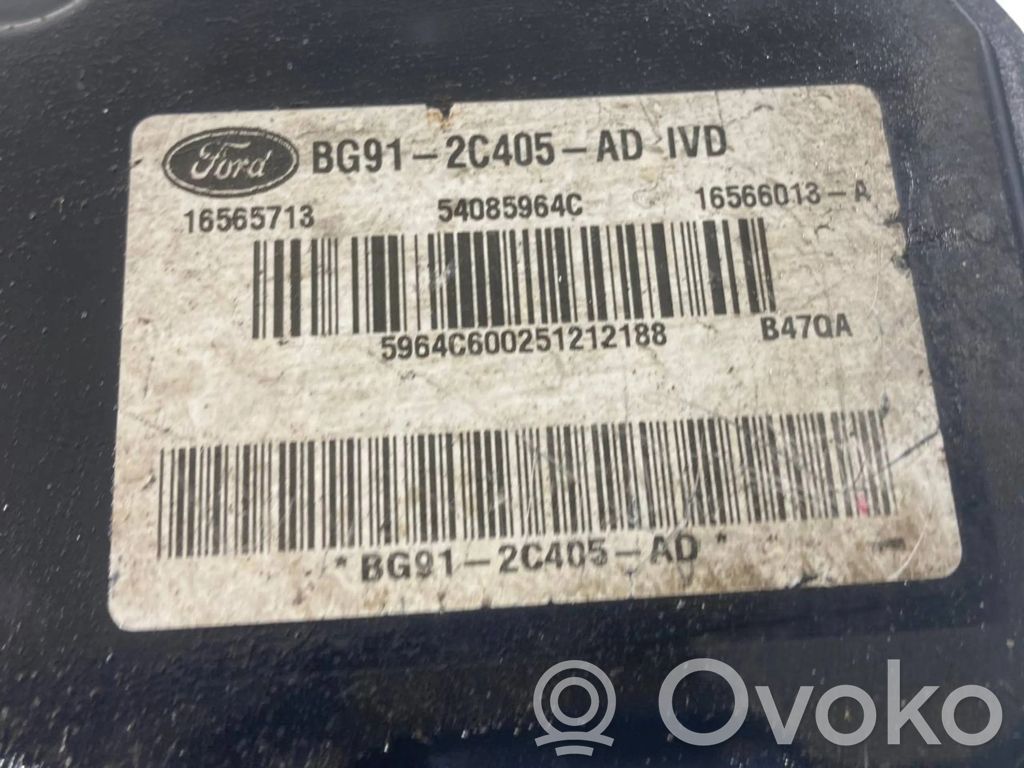 Ford BG91-2C405-AD IVD
16565713 54085964C 16566013-A
5964C600251212188 B47QA
* BG91-2C405-AD *
Ovoko